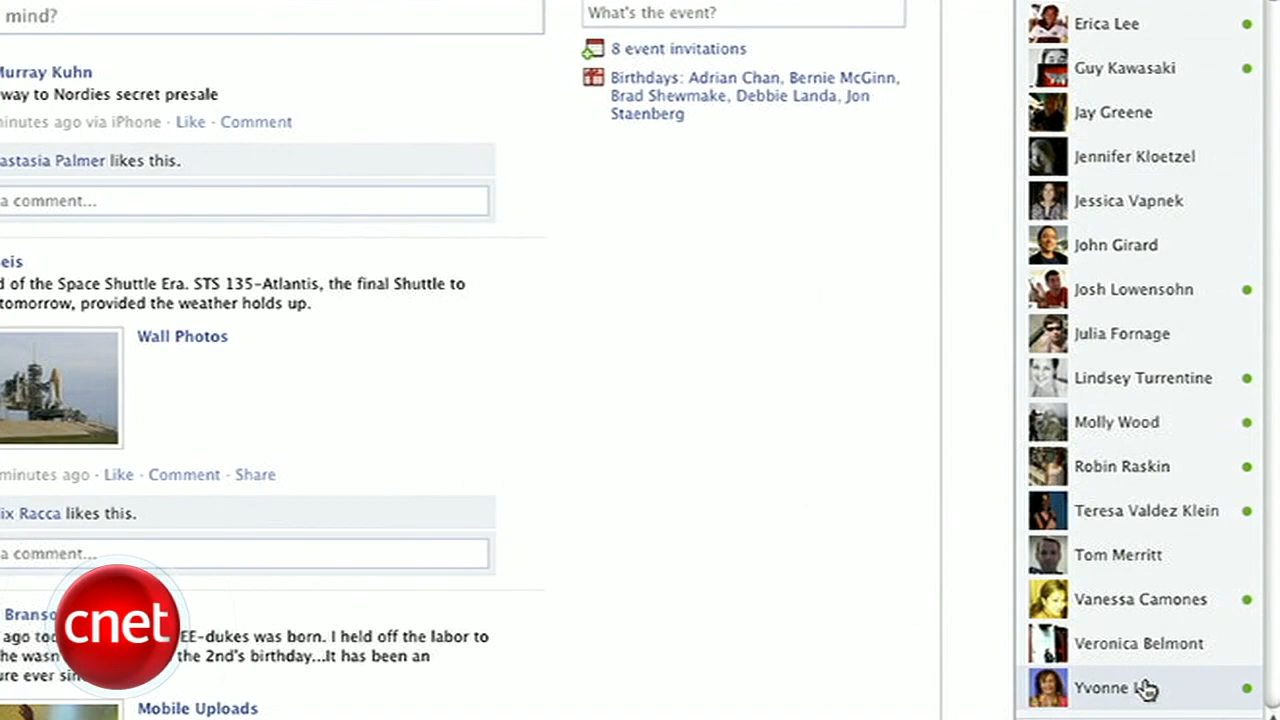 mind?
Murray Kuhn
way to Nordies secret presale
minutes ago via iPhone · Like · Comment
astasia Palmer likes this.
a comment...
eis
d of the Space Shuttle Era. STS 135-Atlantis, the final Shuttle to
tomorrow, provided the weather holds up.
Wall Photos
minutes ago · Like · Comment · Share
ix Racca likes this.
a comment...
Branso
ago too EE-dukes was born. I held off the labor to
he wasn the 2nd's birthday...It has been an
ure ever sin
Mobile Uploads
cnet
What's the event?
8 event invitations
Birthdays: Adrian Chan, Bernie McGinn,
Brad Shewmake, Debbie Landa, Jon
Staenberg
Erica Lee
Guy Kawasaki
Jay Greene
Jennifer Kloetzel
Jessica Vapnek
John Girard
Josh Lowensohn
Julia Fornage
Lindsey Turrentine
Molly Wood
Robin Raskin
Teresa Valdez Klein
Tom Merritt
Vanessa Camones
Veronica Belmont
Yvonne